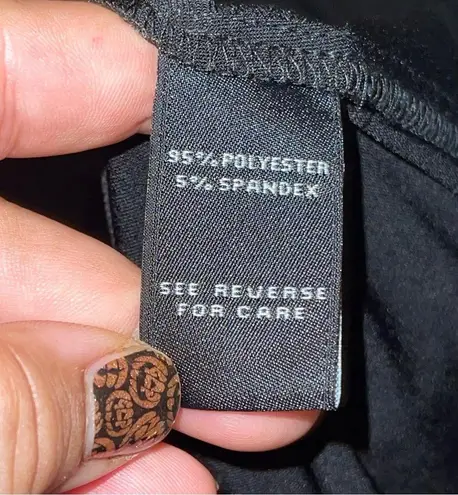 95% POLYESTER
5% SPANDEX
SEE REVERSE
FOR CARE